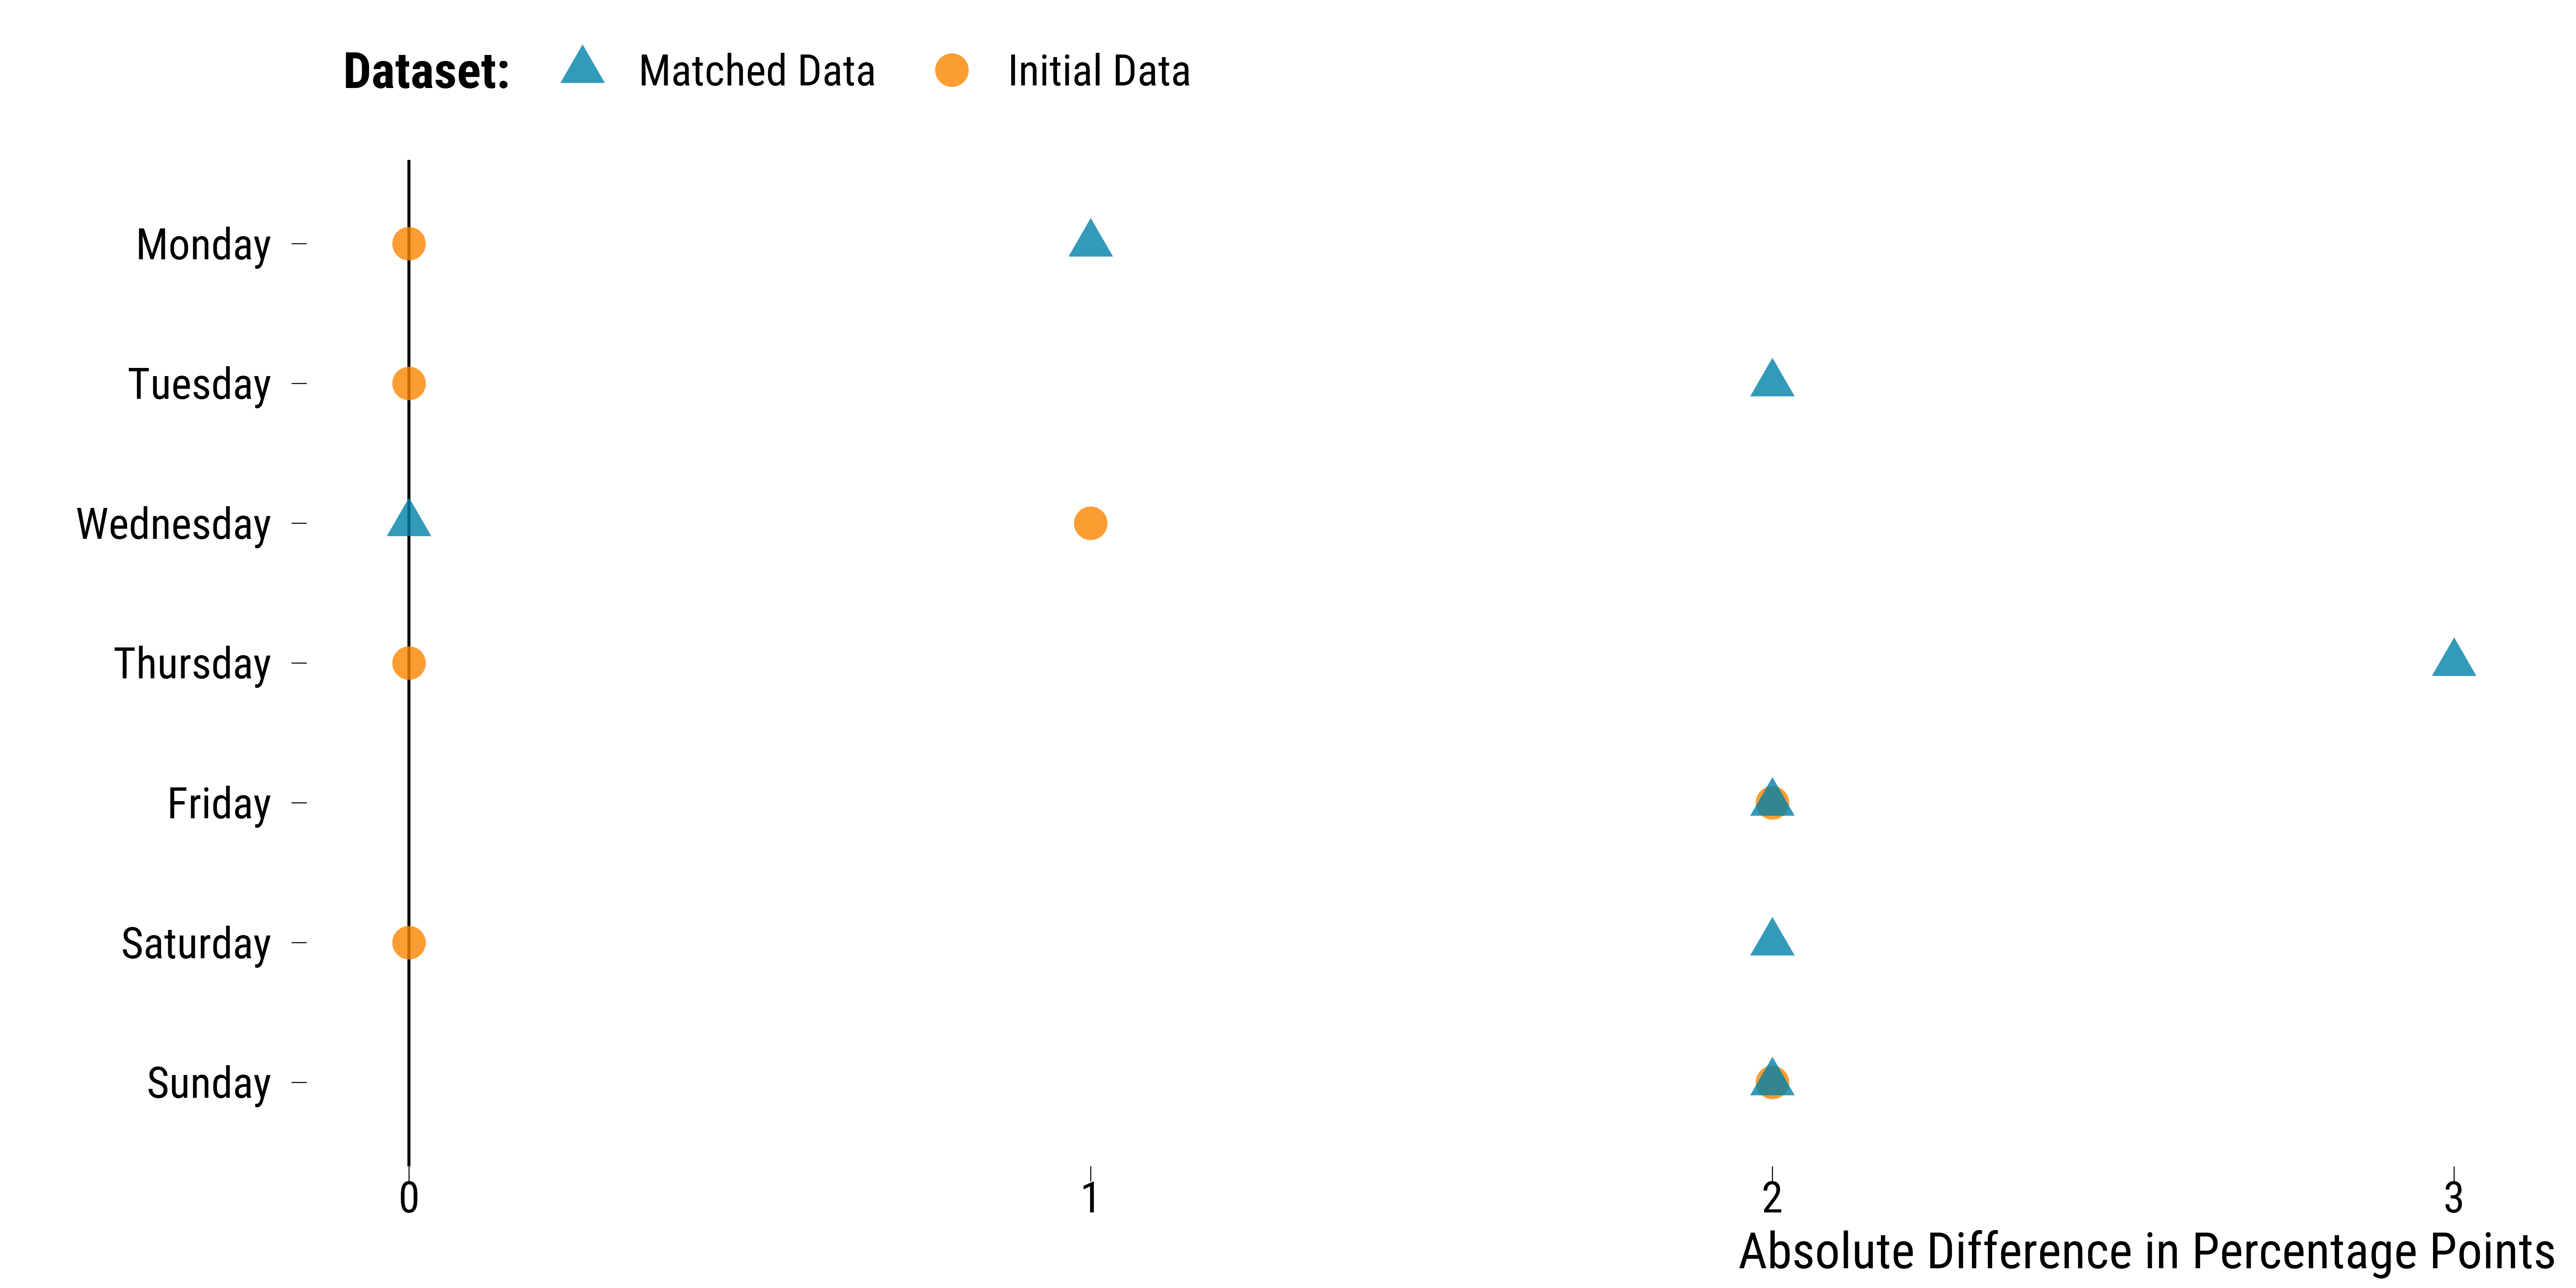 Dataset: Matched Data Initial Data
Monday
Tuesday
Wednesday
Thursday
Friday
Saturday
Sunday
0 1 2 3
Absolute Difference in Percentage Points